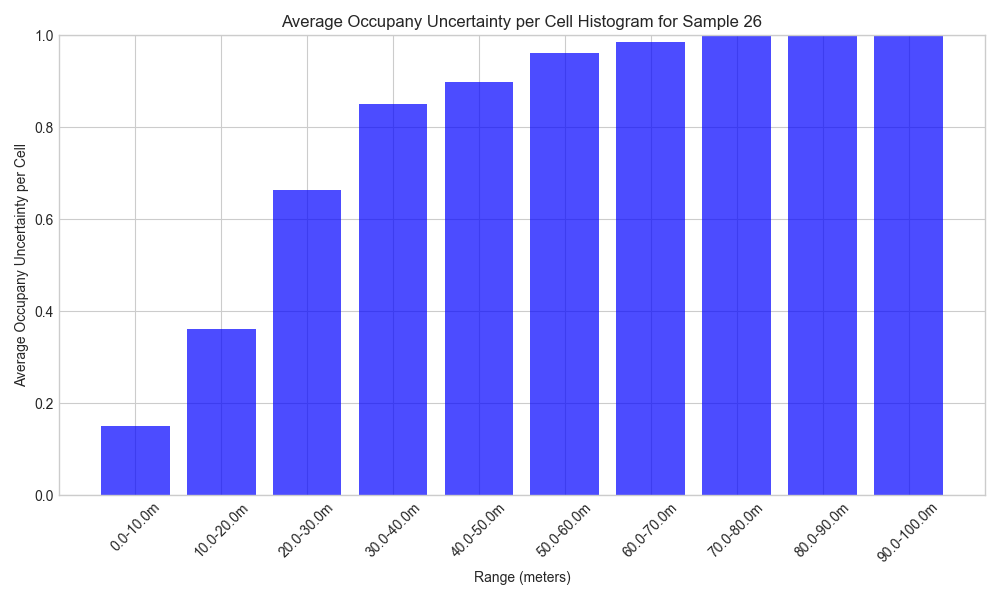 Average Occupany Uncertainty per Cell Histogram for Sample 26
Average Occupany Uncertainty per Cell
1.0
0.8
0.6
0.4
0.2
0.0
0.0-10.0m
10.0-20.0m
20.0-30.0m
30.0-40.0m
40.0-50.0m
50.0-60.0m
60.0-70.0m
70.0-80.0m
80.0-90.0m
90.0-100.0m
Range (meters)